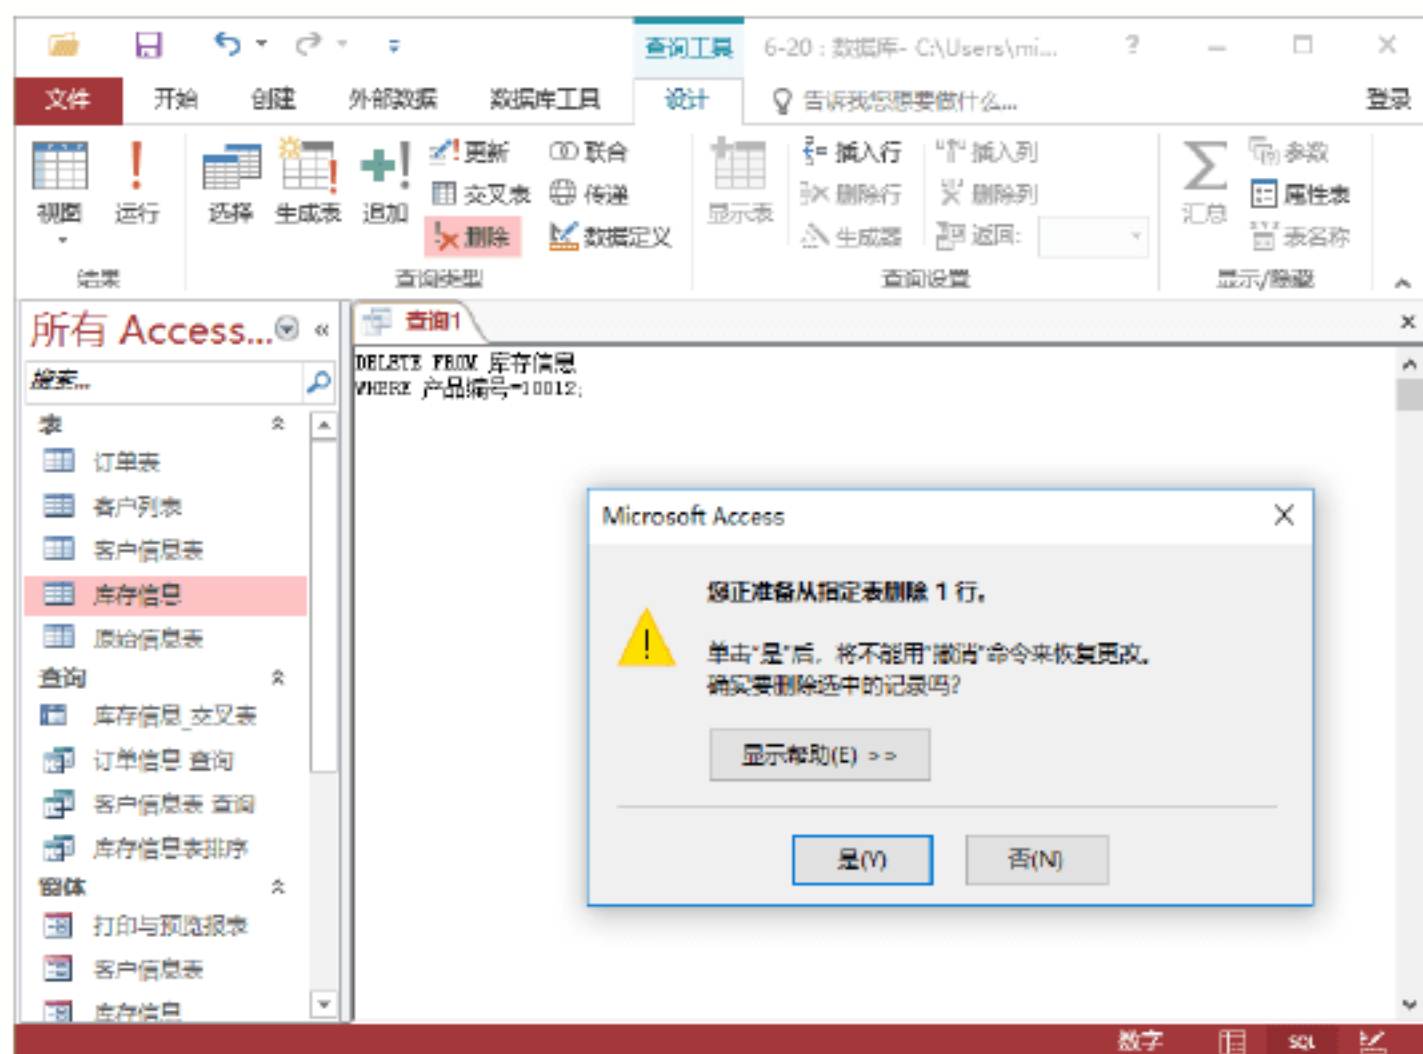 查询工具
6-20 : 数据库- C:\Users\mi...
?
文件
开始
创建
外部数据
数据库工具
设计
告诉我您想要做什么...
登录
视图
运行
选择
生成表
追加
更新
交叉表
删除
联合
传递
数据定义
显示表
插入行
删除行
生成器
插入列
删除列
返回:
汇总
参数
属性表
表名称
结果
查询类型
查询设置
显示/隐藏
所有 Access...
«
搜索...
表
订单表
客户列表
客户信息表
库存信息
原始信息表
查询
库存信息_交叉表
订单信息 查询
客户信息表 查询
库存信息表排序
窗体
打印与预览报表
客户信息表
库存信息
查询1
DELETE FROM 库存信息
WHERE 产品编号=10012;
Microsoft Access
您正准备从指定表删除 1 行。
单击“是”后，将不能用“撤消”命令来恢复更改。
确实要删除选中的记录吗?
显示帮助(E) >>
是(Y)
否(N)
数字
SQL